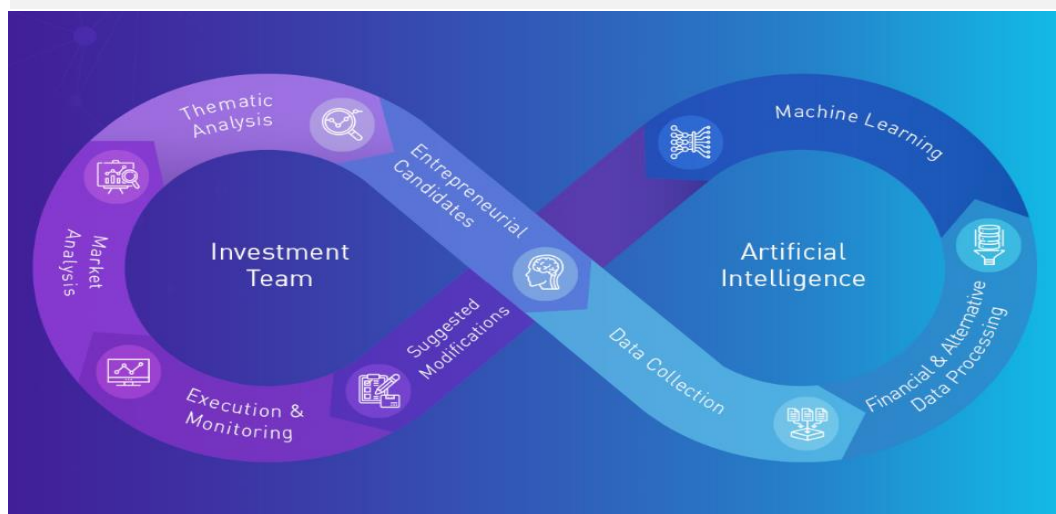 Thematic
Analysis
Entrepreneurial
Candidates
Machine Learning
Market
Analysis
Investment
Team
Artificial
Intelligence
Suggested
Modifications
Data Collection
Financial & Alternative
Data Processing
Execution &
Monitoring